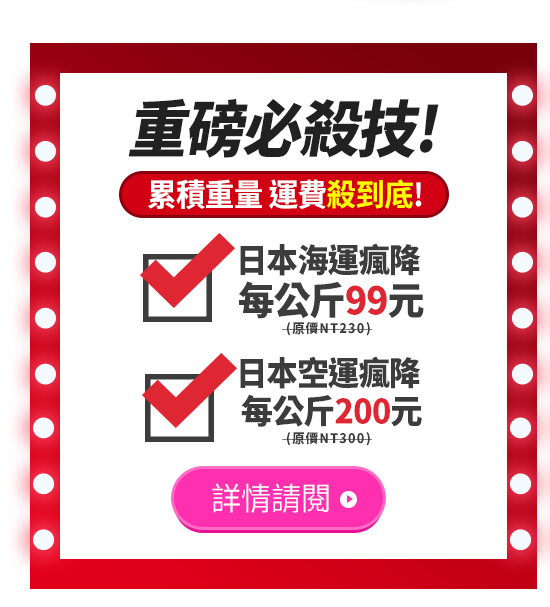 重磅必殺技!
累積重量 運費殺到底!
日本海運瘋降
每公斤99元
(原價NT230)
日本空運瘋降
每公斤200元
(原價NT300)
詳情請閱